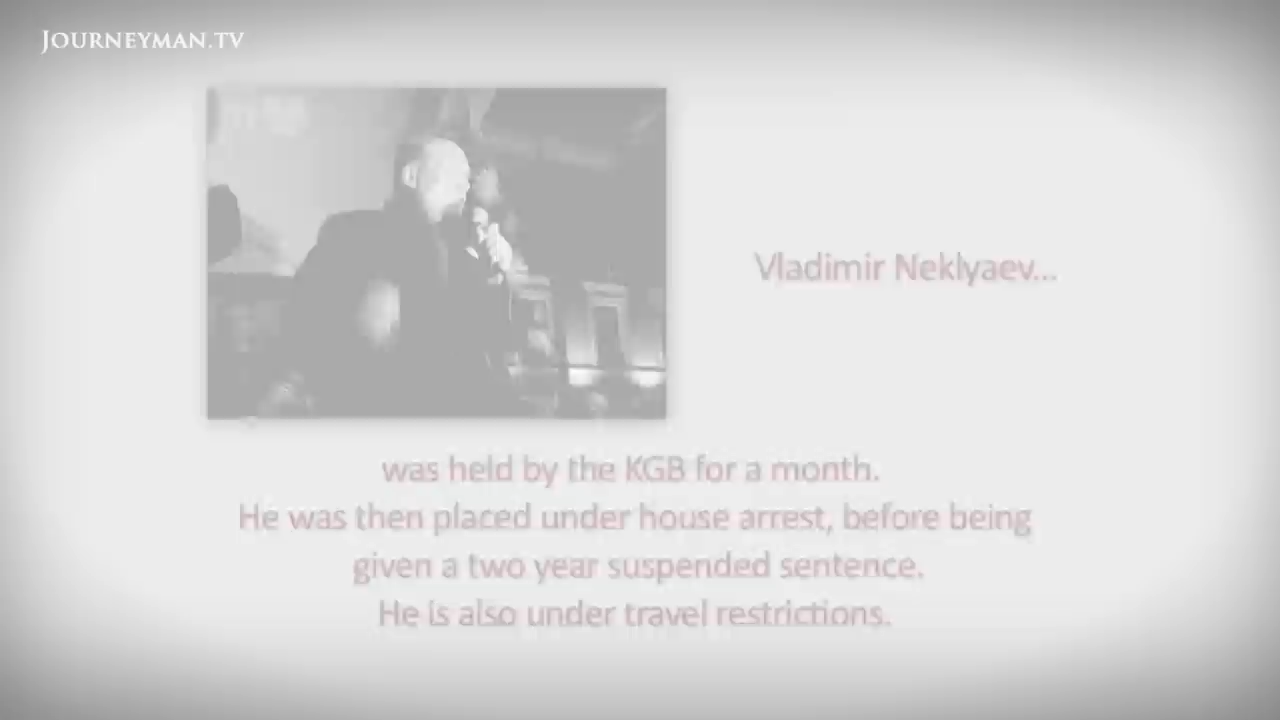 JOURNEYMAN.TV
Vladimir Neklyaev...
was held by the KGB for a month.
He was then placed under house arrest, before being
given a two year suspended sentence.
He is also under travel restrictions.